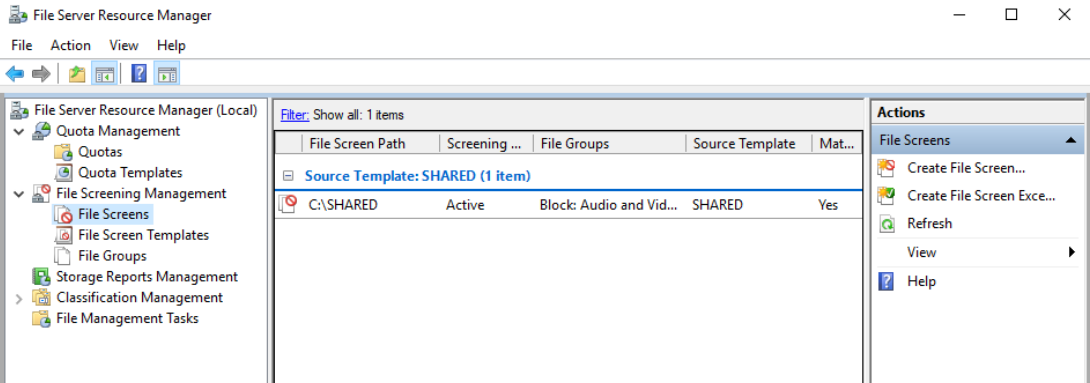 File Server Resource Manager
File Action View Help
File Server Resource Manager (Local)
Quota Management
Quotas
Quota Templates
File Screening Management
File Screens
File Screen Templates
File Groups
Storage Reports Management
Classification Management
File Management Tasks
Filter: Show all: 1 items
File Screen Path Screening ... File Groups Source Template Mat...
Source Template: SHARED (1 item)
C:\SHARED Active Block: Audio and Vid... SHARED Yes
Actions
File Screens
Create File Screen...
Create File Screen Exce...
Refresh
View
Help